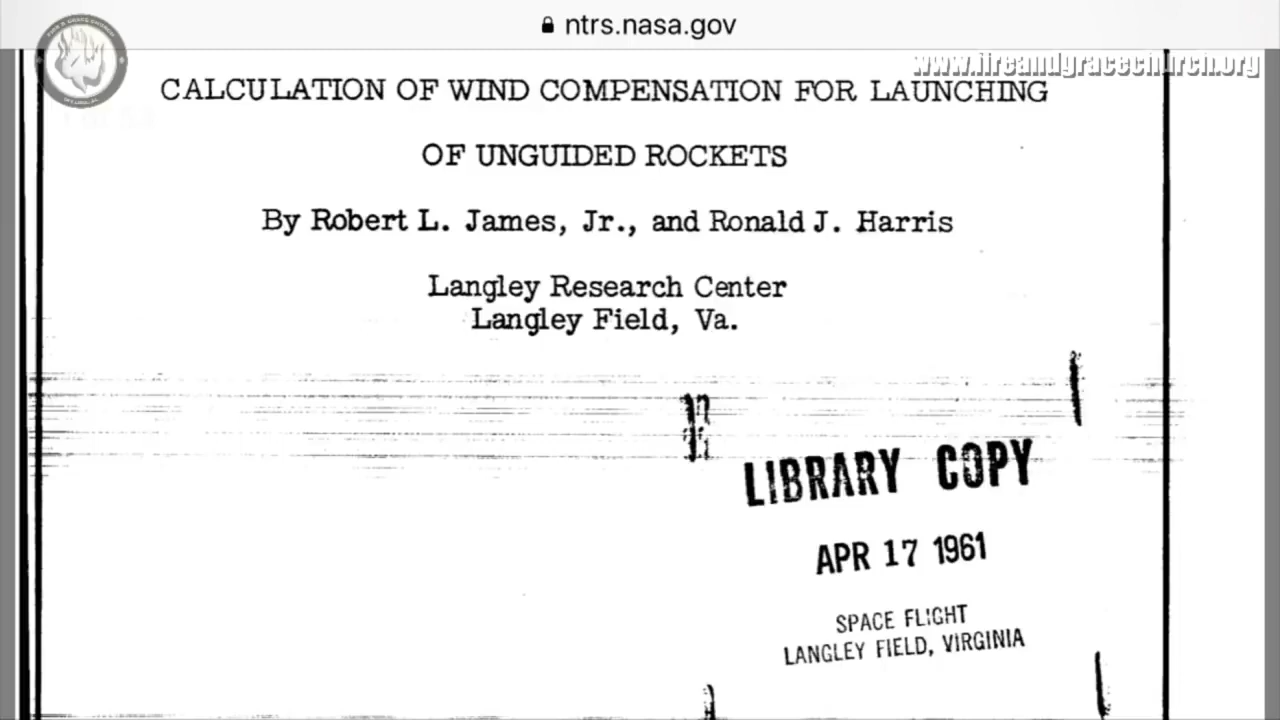 ntrs.nasa.gov
www.fireandgracechurch.org
CALCULATION OF WIND COMPENSATION FOR LAUNCHING
OF UNGUIDED ROCKETS
By Robert L. James, Jr., and Ronald J. Harris
Langley Research Center
Langley Field, Va.
LIBRARY COPY
APR 17 1961
SPACE FLIGHT
LANGLEY FIELD, VIRGINIA